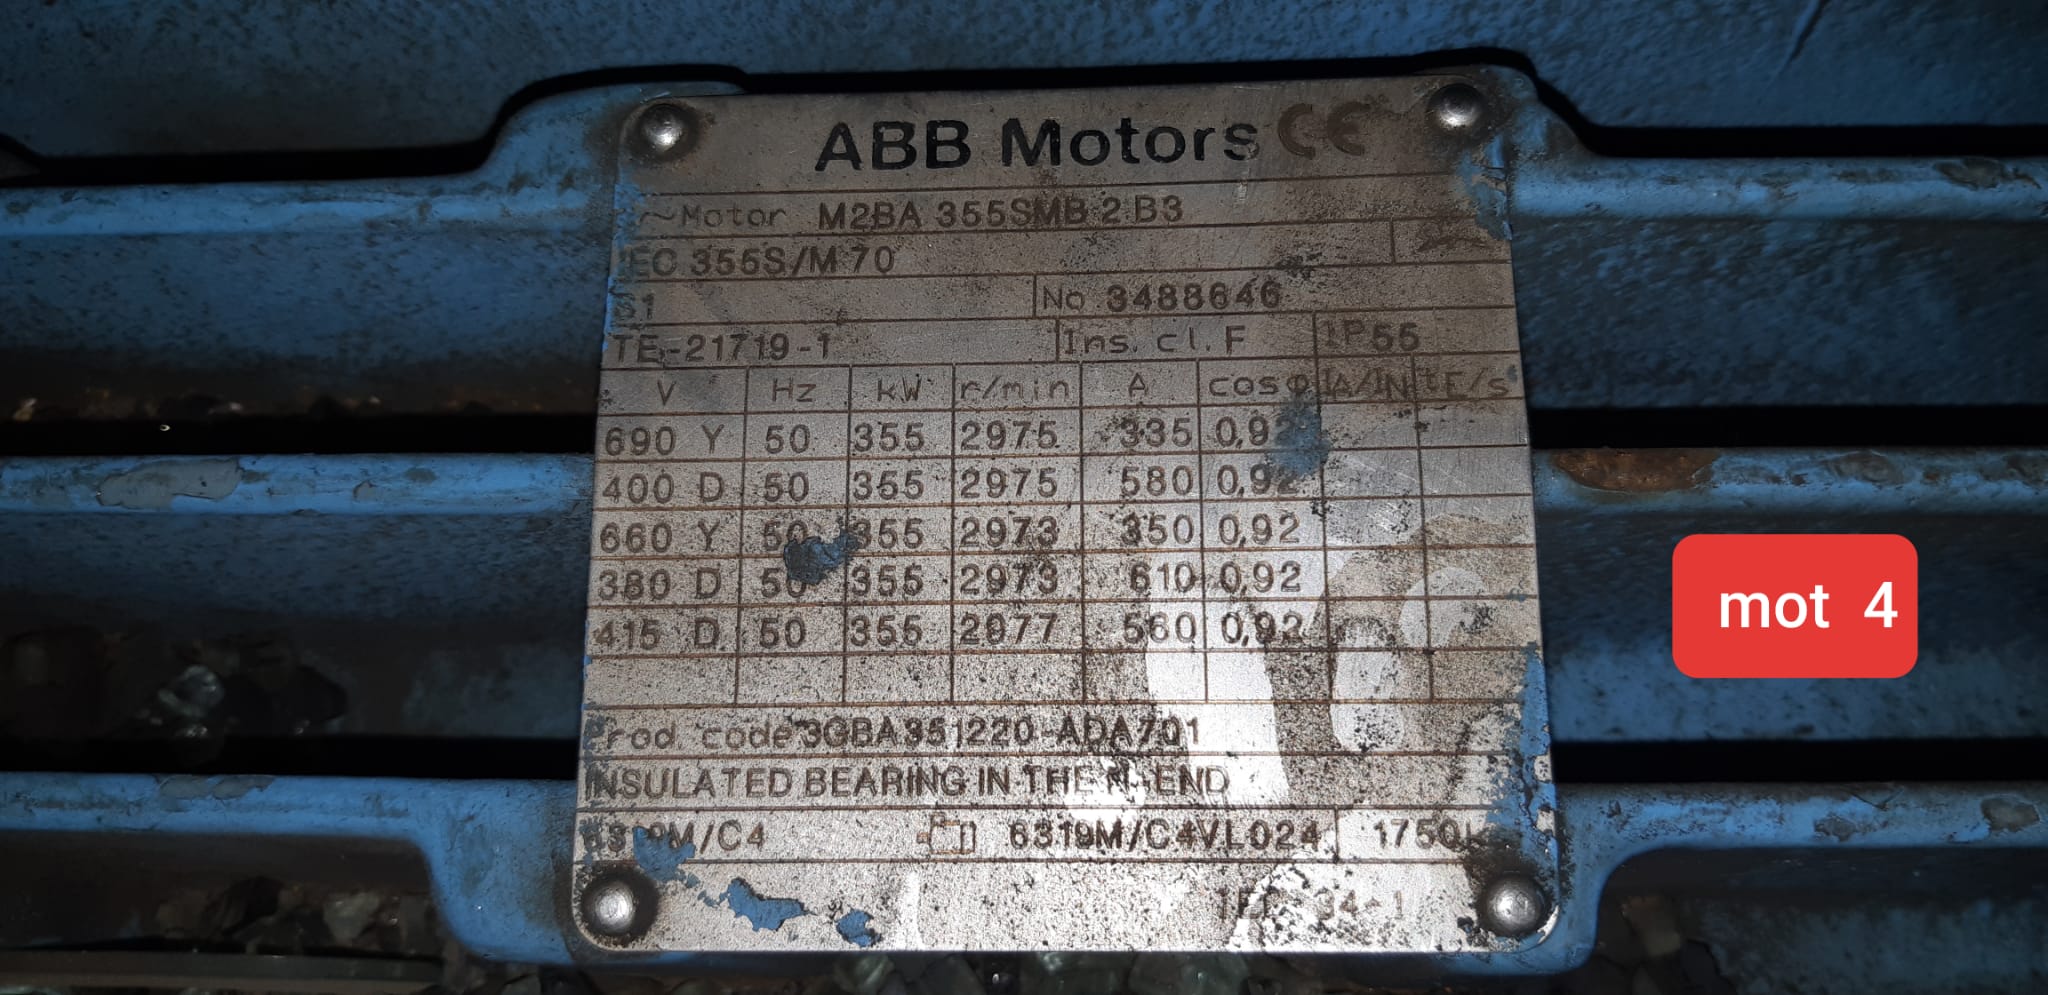 ABB Motors CE
~Motor M2BA 355SMB 2 B3
IEC 355S/M 70
S1 No 3488646
TE-21719-1 Ins. cl. F IP55
V Hz kW r/min A cosφ IA/IN tE/s
690 Y 50 355 2975 335 0,92
400 D 50 355 2975 580 0,92
660 Y 50 355 2973 350 0,92
380 D 50 355 2973 610 0,92
415 D 50 355 2977 560 0,92
Prod. code 3GBA351220-ADA701
INSULATED BEARING IN THE N-END
6319M/C4 6319M/C4VL024 1750
IEC 34-1
mot 4